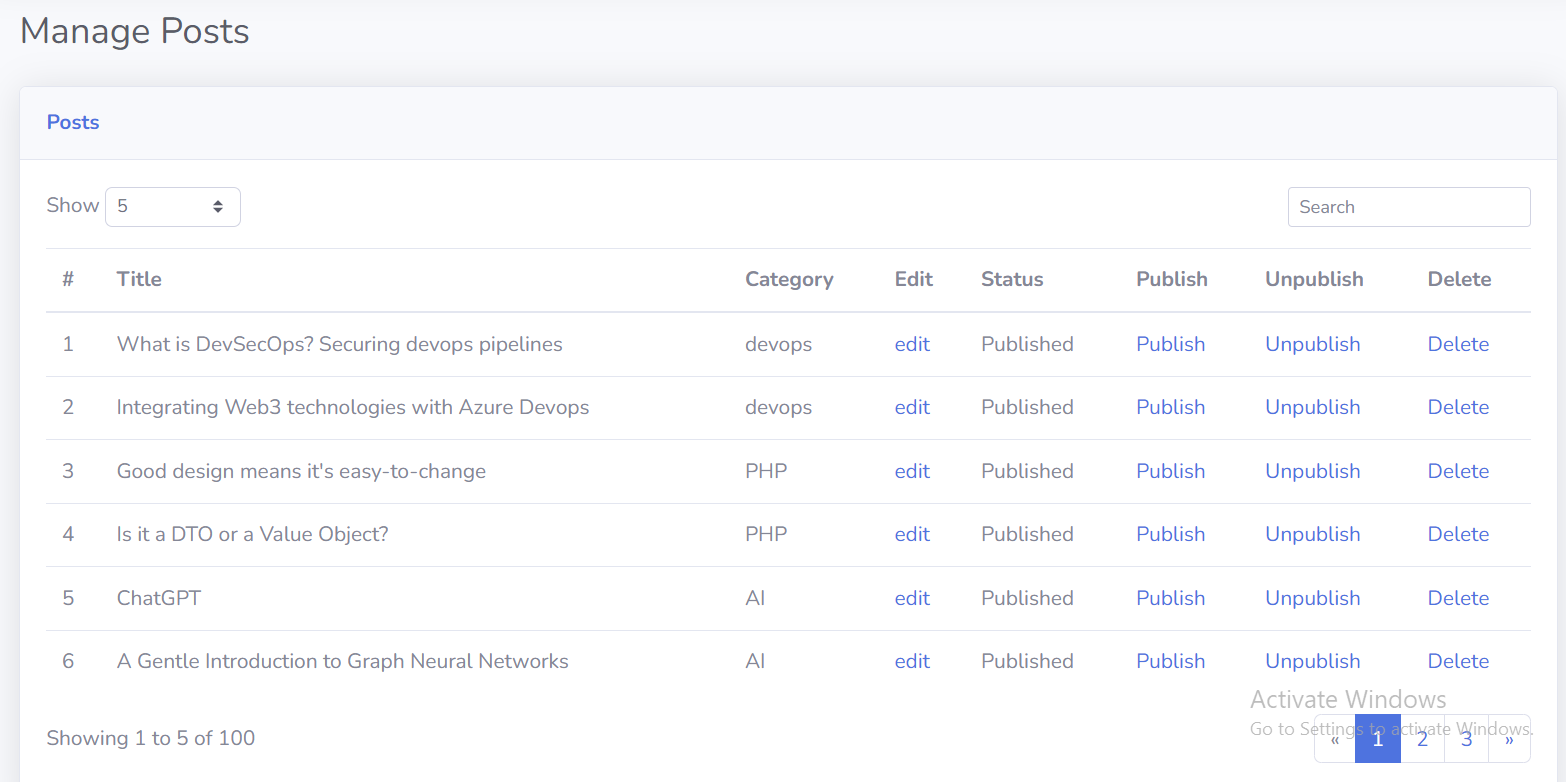 Manage Posts
Posts
Show 5 Search
# Title Category Edit Status Publish Unpublish Delete
1 What is DevSecOps? Securing devops pipelines devops edit Published Publish Unpublish Delete
2 Integrating Web3 technologies with Azure Devops devops edit Published Publish Unpublish Delete
3 Good design means it's easy-to-change PHP edit Published Publish Unpublish Delete
4 Is it a DTO or a Value Object? PHP edit Published Publish Unpublish Delete
5 ChatGPT AI edit Published Publish Unpublish Delete
6 A Gentle Introduction to Graph Neural Networks AI edit Published Publish Unpublish Delete
Activate Windows
Go to Settings to activate Windows.
Showing 1 to 5 of 100 « 1 2 3 »